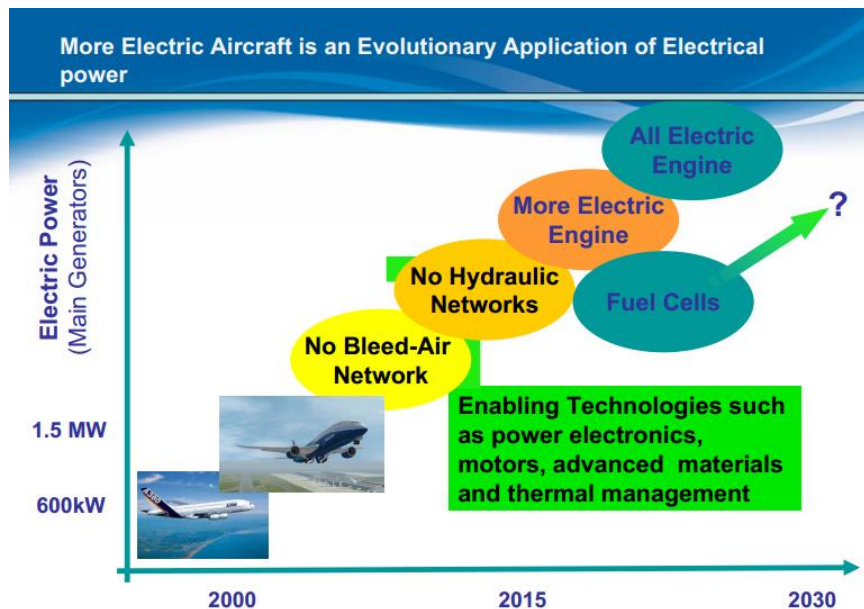 More Electric Aircraft is an Evolutionary Application of Electrical
power
Electric Power
(Main Generators)
All Electric
Engine
More Electric
Engine
?
No Hydraulic
Networks
Fuel Cells
No Bleed-Air
Network
Enabling Technologies such
as power electronics,
motors, advanced materials
and thermal management
1.5 MW
600kW
2000
2015
2030